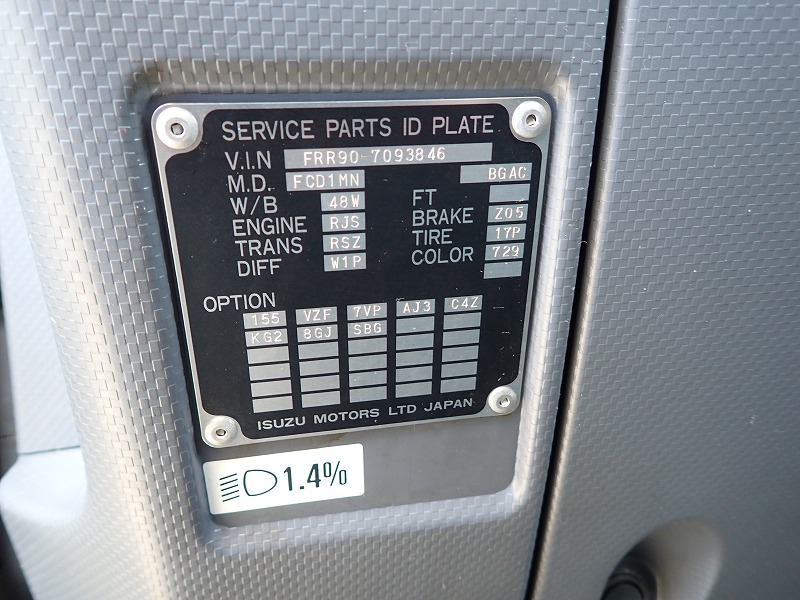 SERVICE PARTS ID PLATE
V.I.N FRR90-7093846
M.D. FCD1MN BGAC
W/B 48W FT
ENGINE RJS BRAKE Z05
TRANS RSZ TIRE 17P
DIFF W1P COLOR 729
OPTION
155 VZF 7VP AJ3 C4Z
KG2 8GJ SBG
ISUZU MOTORS LTD JAPAN
1.4%